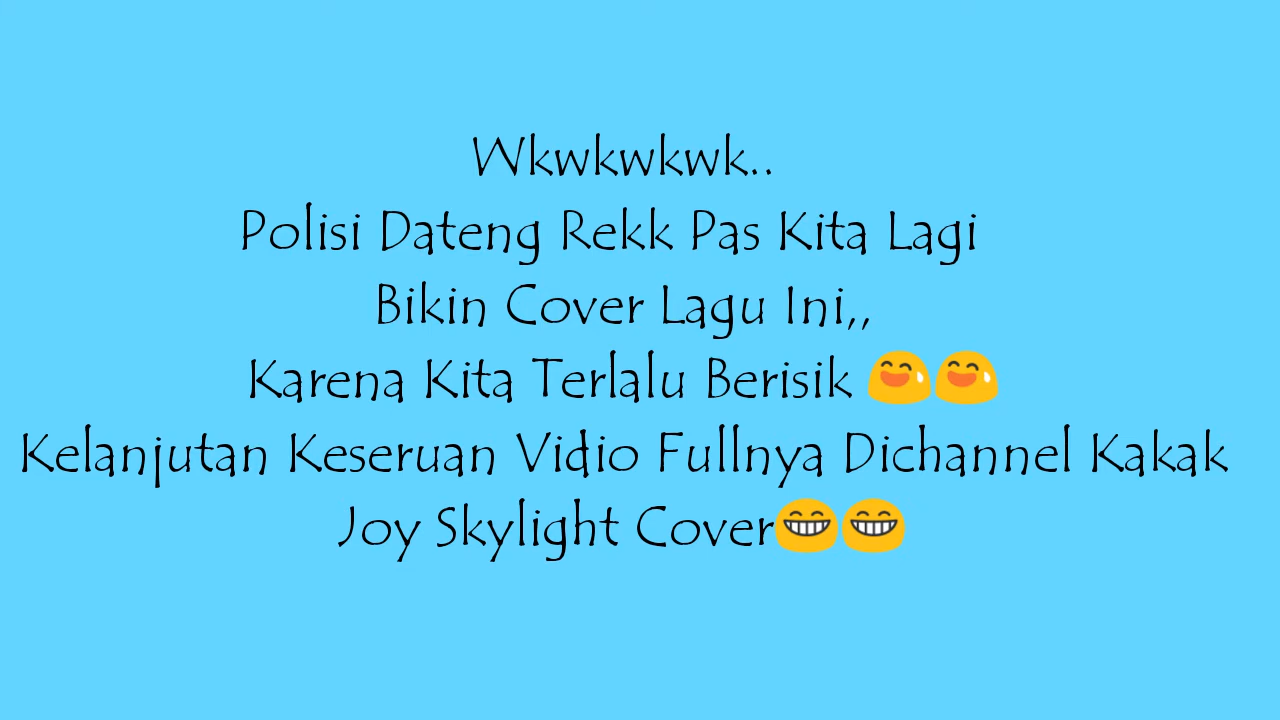 Wkwkwkwk..
Polisi Dateng Rekk Pas Kita Lagi
Bikin Cover Lagu Ini,,
Karena Kita Terlalu Berisik 😅😅
Kelanjutan Keseruan Vidio Fullnya Dichannel Kakak
Joy Skylight Cover😁😁